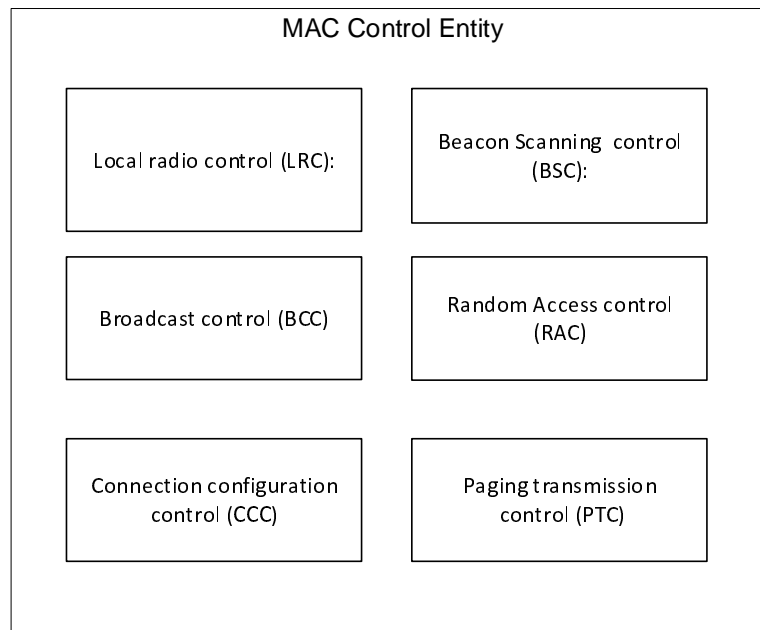 MAC Control Entity
Local radio control (LRC):
Beacon Scanning control
(BSC):
Broadcast control (BCC)
Random Access control
(RAC)
Connection configuration
control (CCC)
Paging transmission
control (PTC)